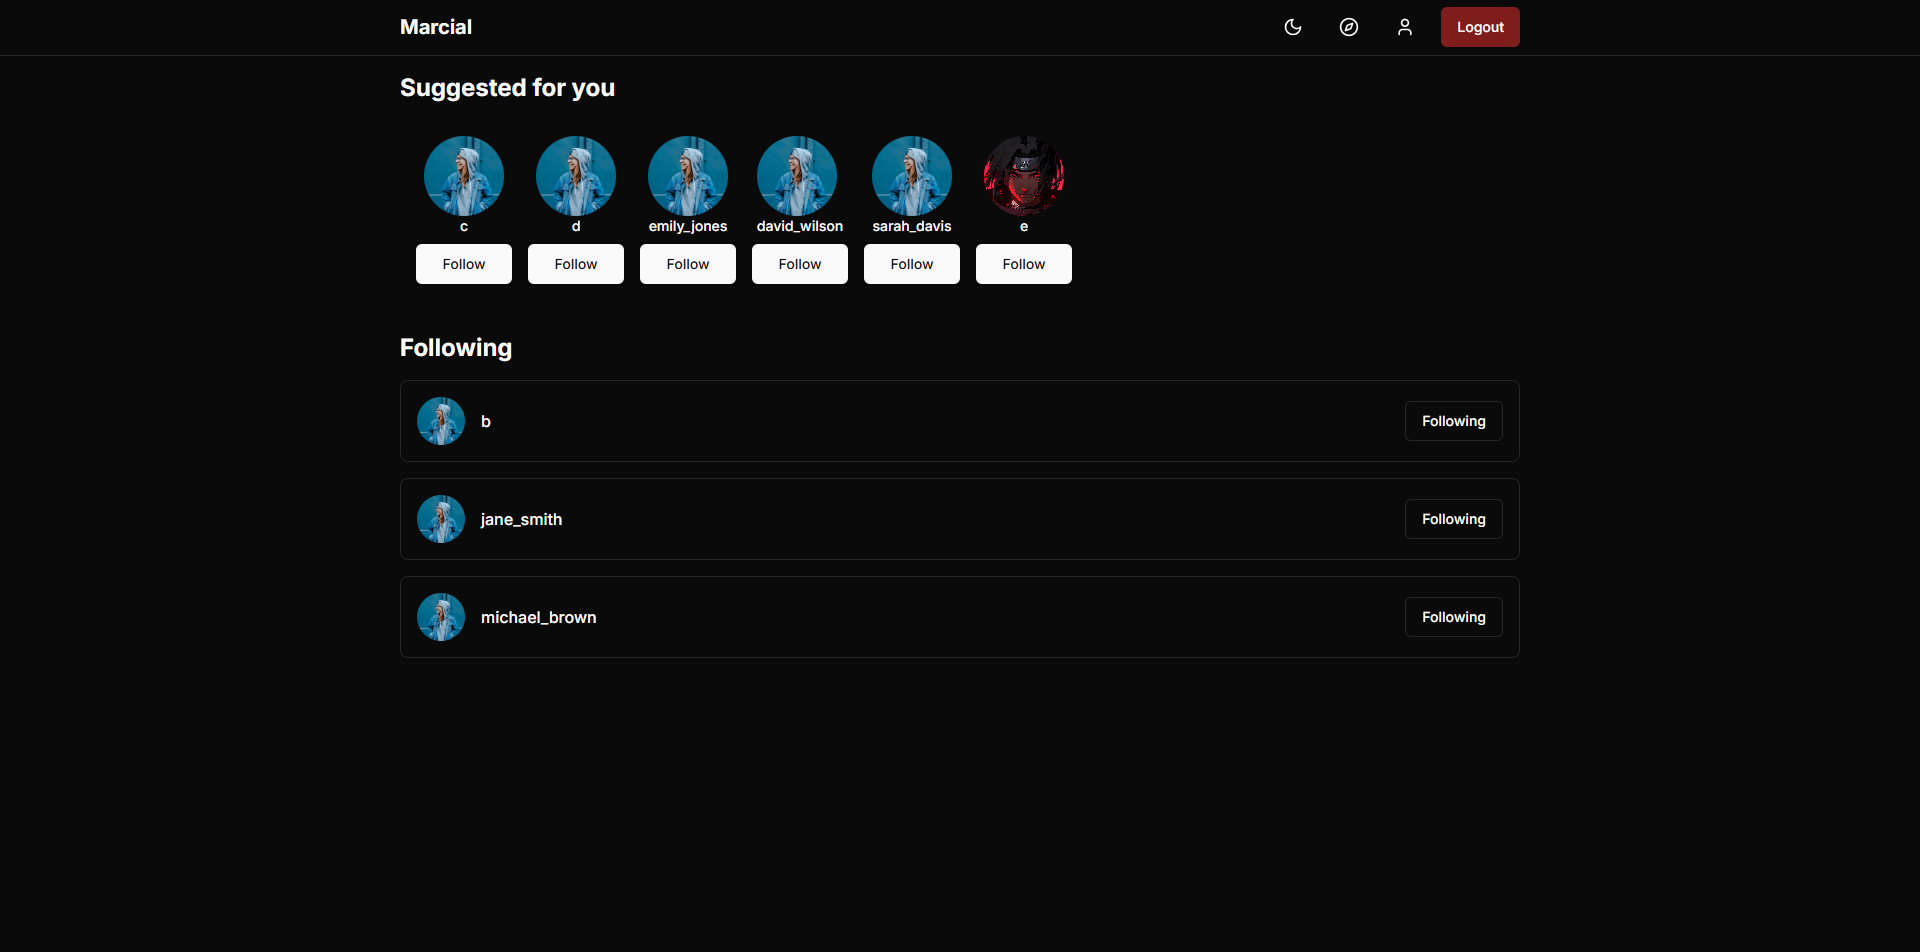 Marcial
Logout
Suggested for you
c
d
emily_jones
david_wilson
sarah_davis
e
Follow
Follow
Follow
Follow
Follow
Follow
Following
b
Following
jane_smith
Following
michael_brown
Following